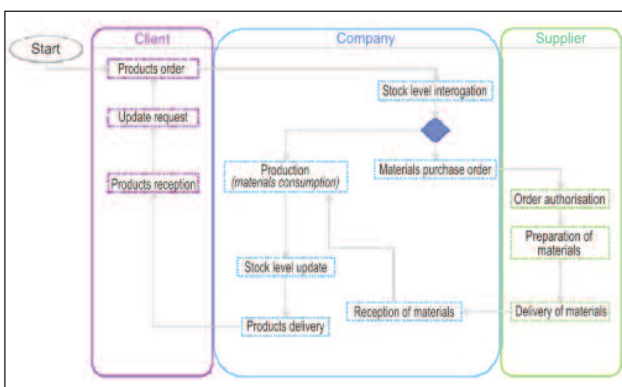 Client
Company
Supplier
Start
Products order
Stock level interogation
Update request
Production
(materials consumption)
Materials purchase order
Products reception
Order authorisation
Preparation of
materials
Stock level update
Products delivery
Reception of materials
Delivery of materials